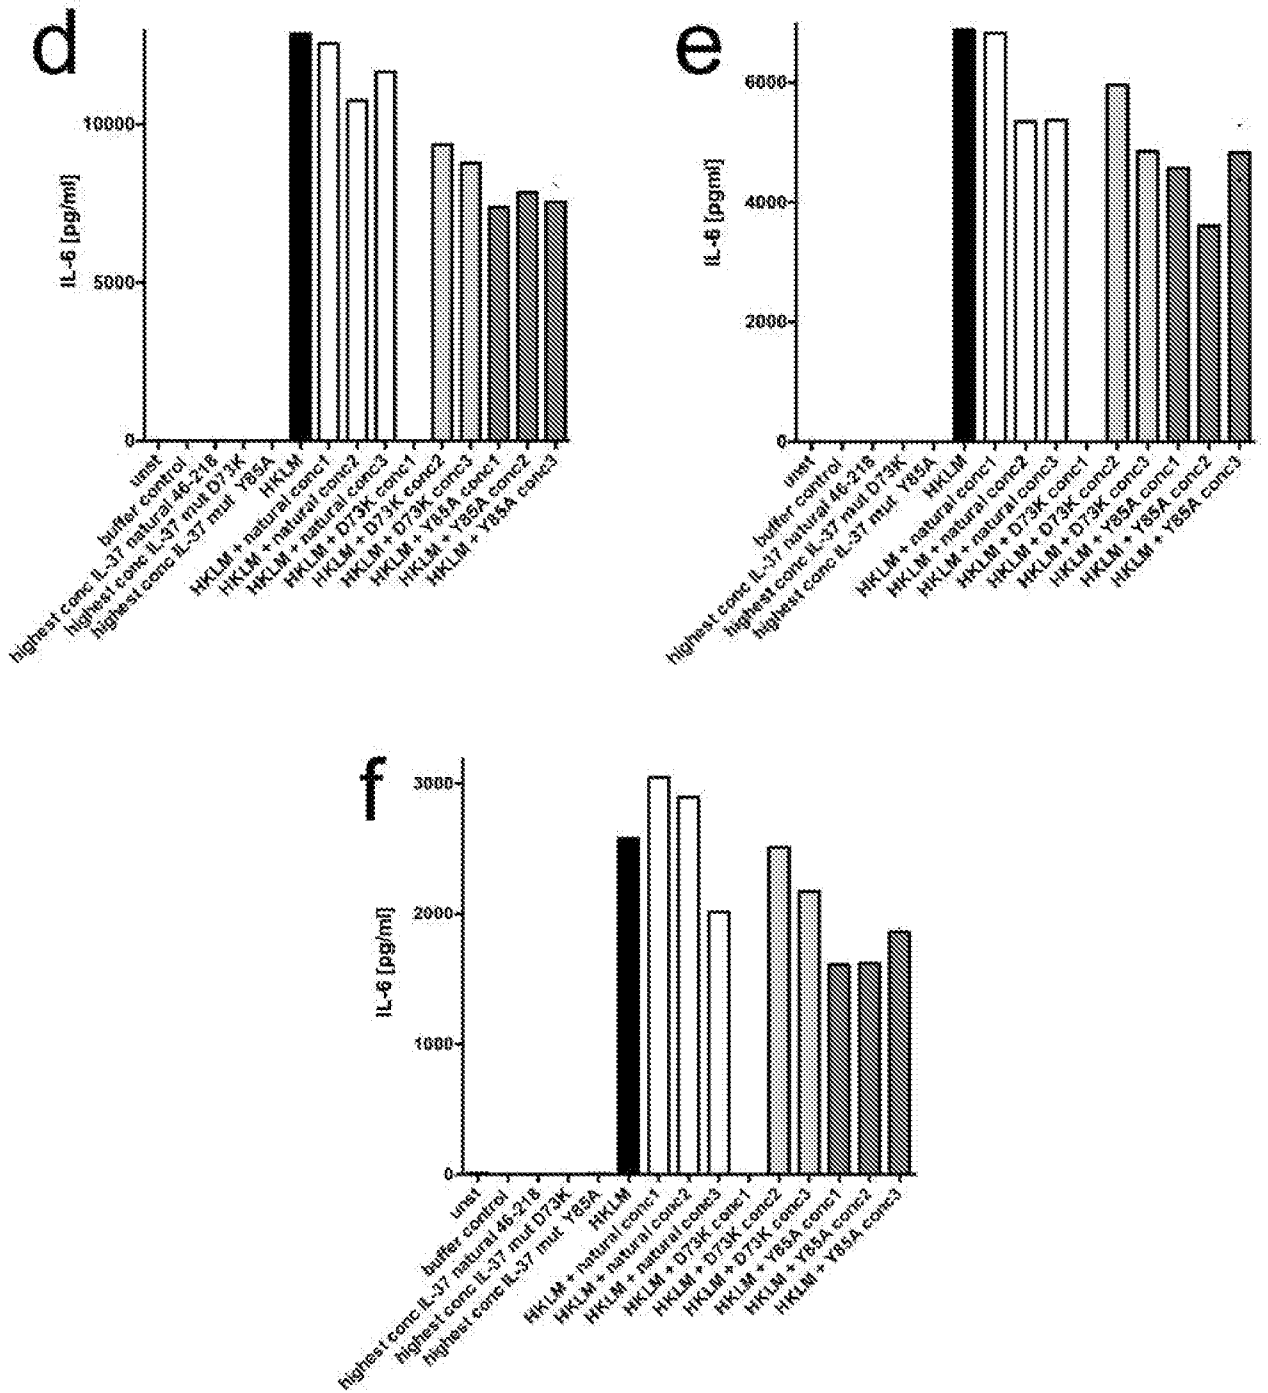 d
IL-6 [pg/ml]
10000
5000
0
unst
buffer control
highest conc IL-37 natural 46-218
highest conc IL-37 mut D73K
highest conc IL-37 mut Y85A
HKLM
HKLM + natural conc1
HKLM + natural conc2
HKLM + natural conc3
HKLM + D73K conc1
HKLM + D73K conc2
HKLM + D73K conc3
HKLM + Y85A conc1
HKLM + Y85A conc2
HKLM + Y85A conc3
e
IL-6 [pgml]
6000
4000
2000
0
unst
buffer control
highest conc IL-37 natural 46-218
highest conc IL-37 mut D73K
highest conc IL-37 mut Y85A
HKLM
HKLM + natural conc1
HKLM + natural conc2
HKLM + natural conc3
HKLM + D73K conc1
HKLM + D73K conc2
HKLM + D73K conc3
HKLM + Y85A conc1
HKLM + Y85A conc2
HKLM + Y85A conc3
f
IL-6 [pg/ml]
3000
2000
1000
0
unst
buffer control
highest conc IL-37 natural 46-218
highest conc IL-37 mut D73K
highest conc IL-37 mut Y85A
HKLM
HKLM + natural conc1
HKLM + natural conc2
HKLM + natural conc3
HKLM + D73K conc1
HKLM + D73K conc2
HKLM + D73K conc3
HKLM + Y85A conc1
HKLM + Y85A conc2
HKLM + Y85A conc3